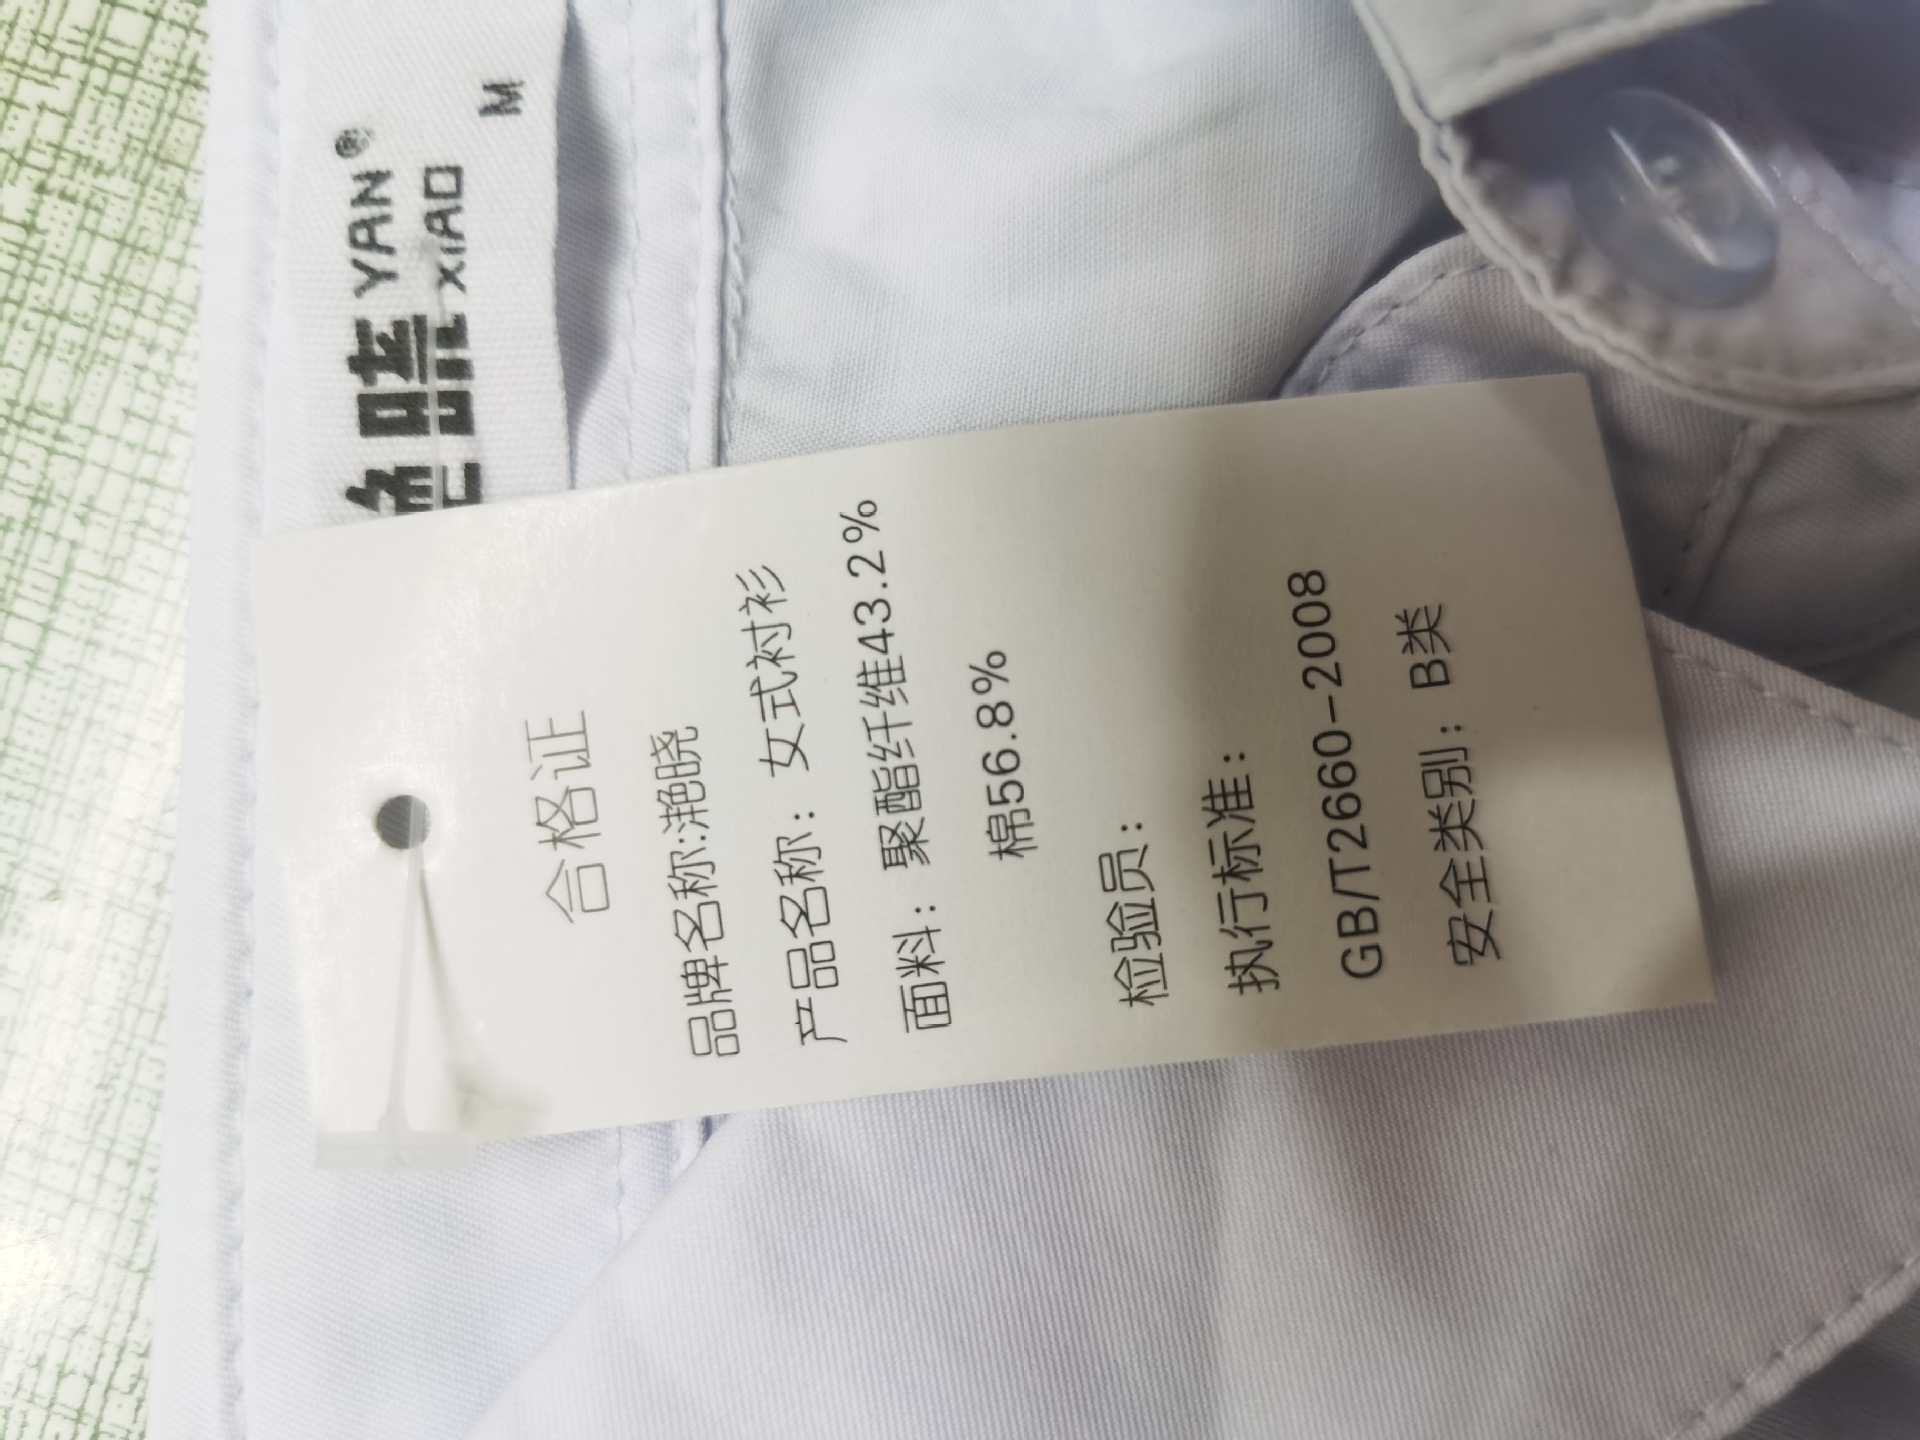 YAN®
XiAO
M
合格证
品牌名称:滟晓
产品名称：女式衬衫
面料：聚酯纤维43.2%
棉56.8%
检验员：
执行标准：
GB/T2660-2008
安全类别：B类